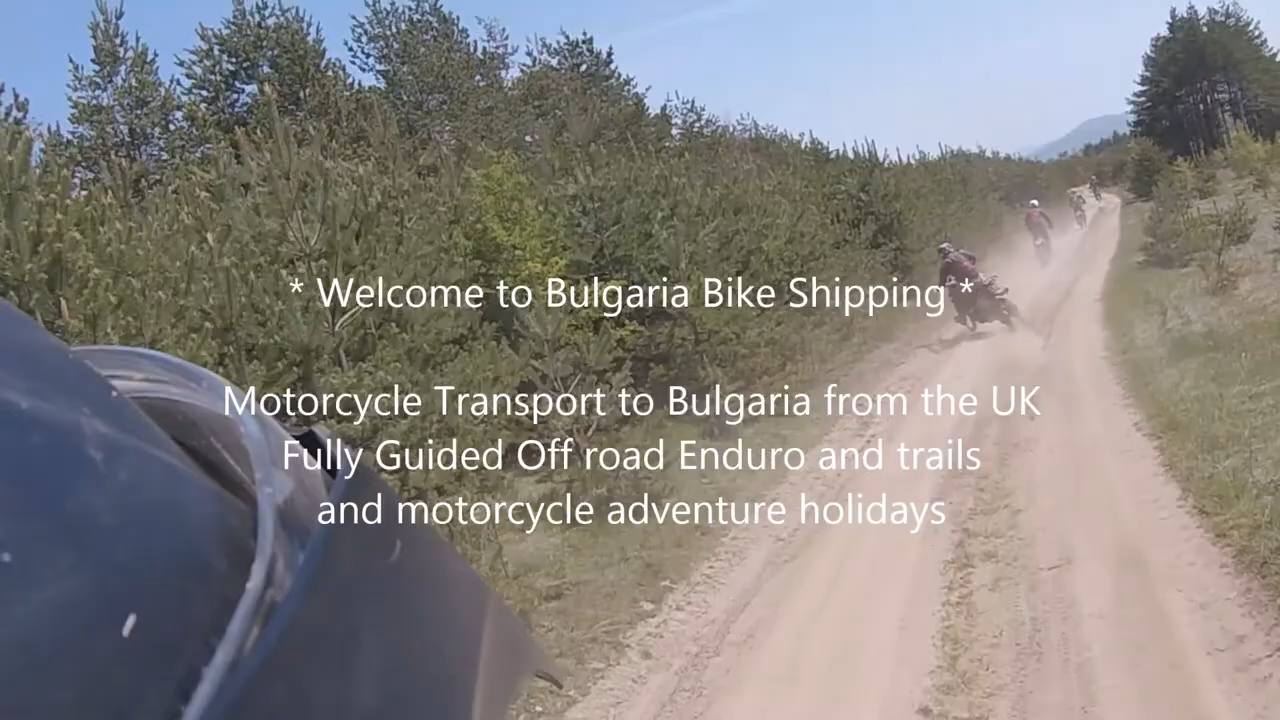 * Welcome to Bulgaria Bike Shipping *
Motorcycle Transport to Bulgaria from the UK
Fully Guided Off road Enduro and trails
and motorcycle adventure holidays